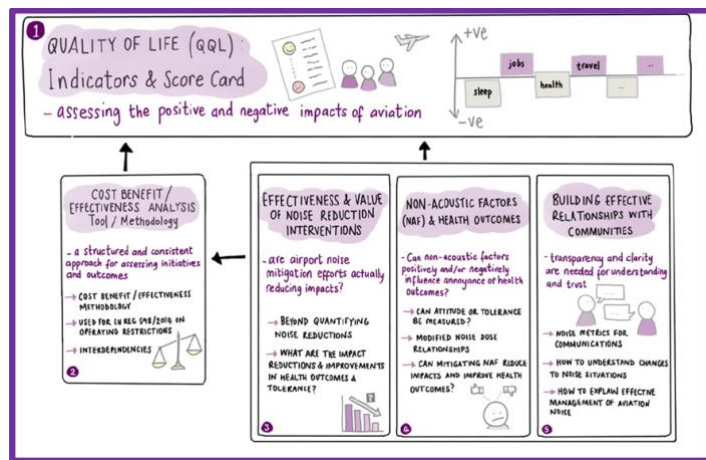 1
QUALITY OF LIFE (QQL):
Indicators & Score Card
- assessing the positive and negative impacts of aviation
+ve
jobs
travel
...
sleep
health
...
-ve
COST BENEFIT/
EFFECTIVENESS ANALYSIS
Tool / Methodology
- a structured and consistent
approach for assessing initiatives
and outcomes
→ COST BENEFIT/EFFECTIVENESS
METHODOLOGY
→ USED FOR EU REG 598/2014 ON
OPERATING RESTRICTIONS
→ INTERDEPENDENCIES
2
EFFECTIVENESS & VALUE
OF NOISE REDUCTION
INTERVENTIONS
- are airport noise
mitigation efforts actually
reducing impacts?
→ BEYOND QUANTIFYING
NOISE REDUCTIONS
→ WHAT ARE THE IMPACT
REDUCTIONS & IMPROVEMENTS
IN HEALTH OUTCOMES &
TOLERANCE?
?
3
NON-ACOUSTIC FACTORS
(NAF) & HEALTH OUTCOMES
- Can non-acoustic factors
positively and/or negatively
influence annoyance or health
outcomes?
→ CAN ATTITUDE OR TOLERANCE
BE MEASURED?
→ MODIFIED NOISE DOSE
RELATIONSHIPS
→ CAN MITIGATING NAF REDUCE
IMPACTS AND IMPROVE HEALTH
OUTCOMES?
4
BUILDING EFFECTIVE
RELATIONSHIPS WITH
COMMUNITIES
- transparency and clarity
are needed for understanding
and trust
→ NOISE METRICS FOR
COMMUNICATIONS
→ HOW TO UNDERSTAND CHANGES
TO NOISE SITUATIONS
→ HOW TO EXPLAIN EFFECTIVE
MANAGEMENT OF AVIATION
NOISE
5